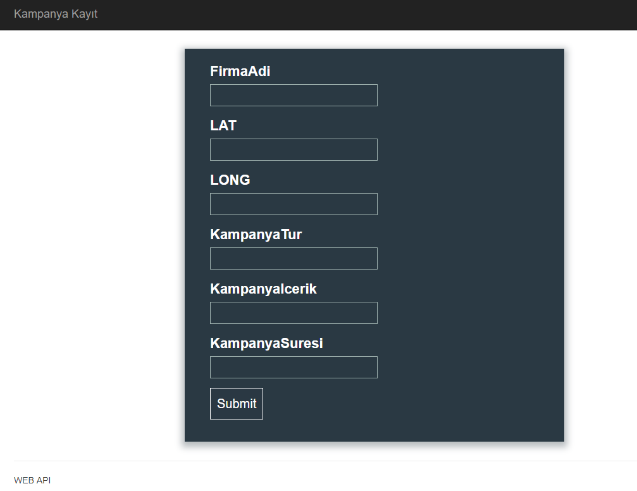 Kampanya Kayıt
FirmaAdi
LAT
LONG
KampanyaTur
KampanyaIcerik
KampanyaSuresi
Submit
WEB API